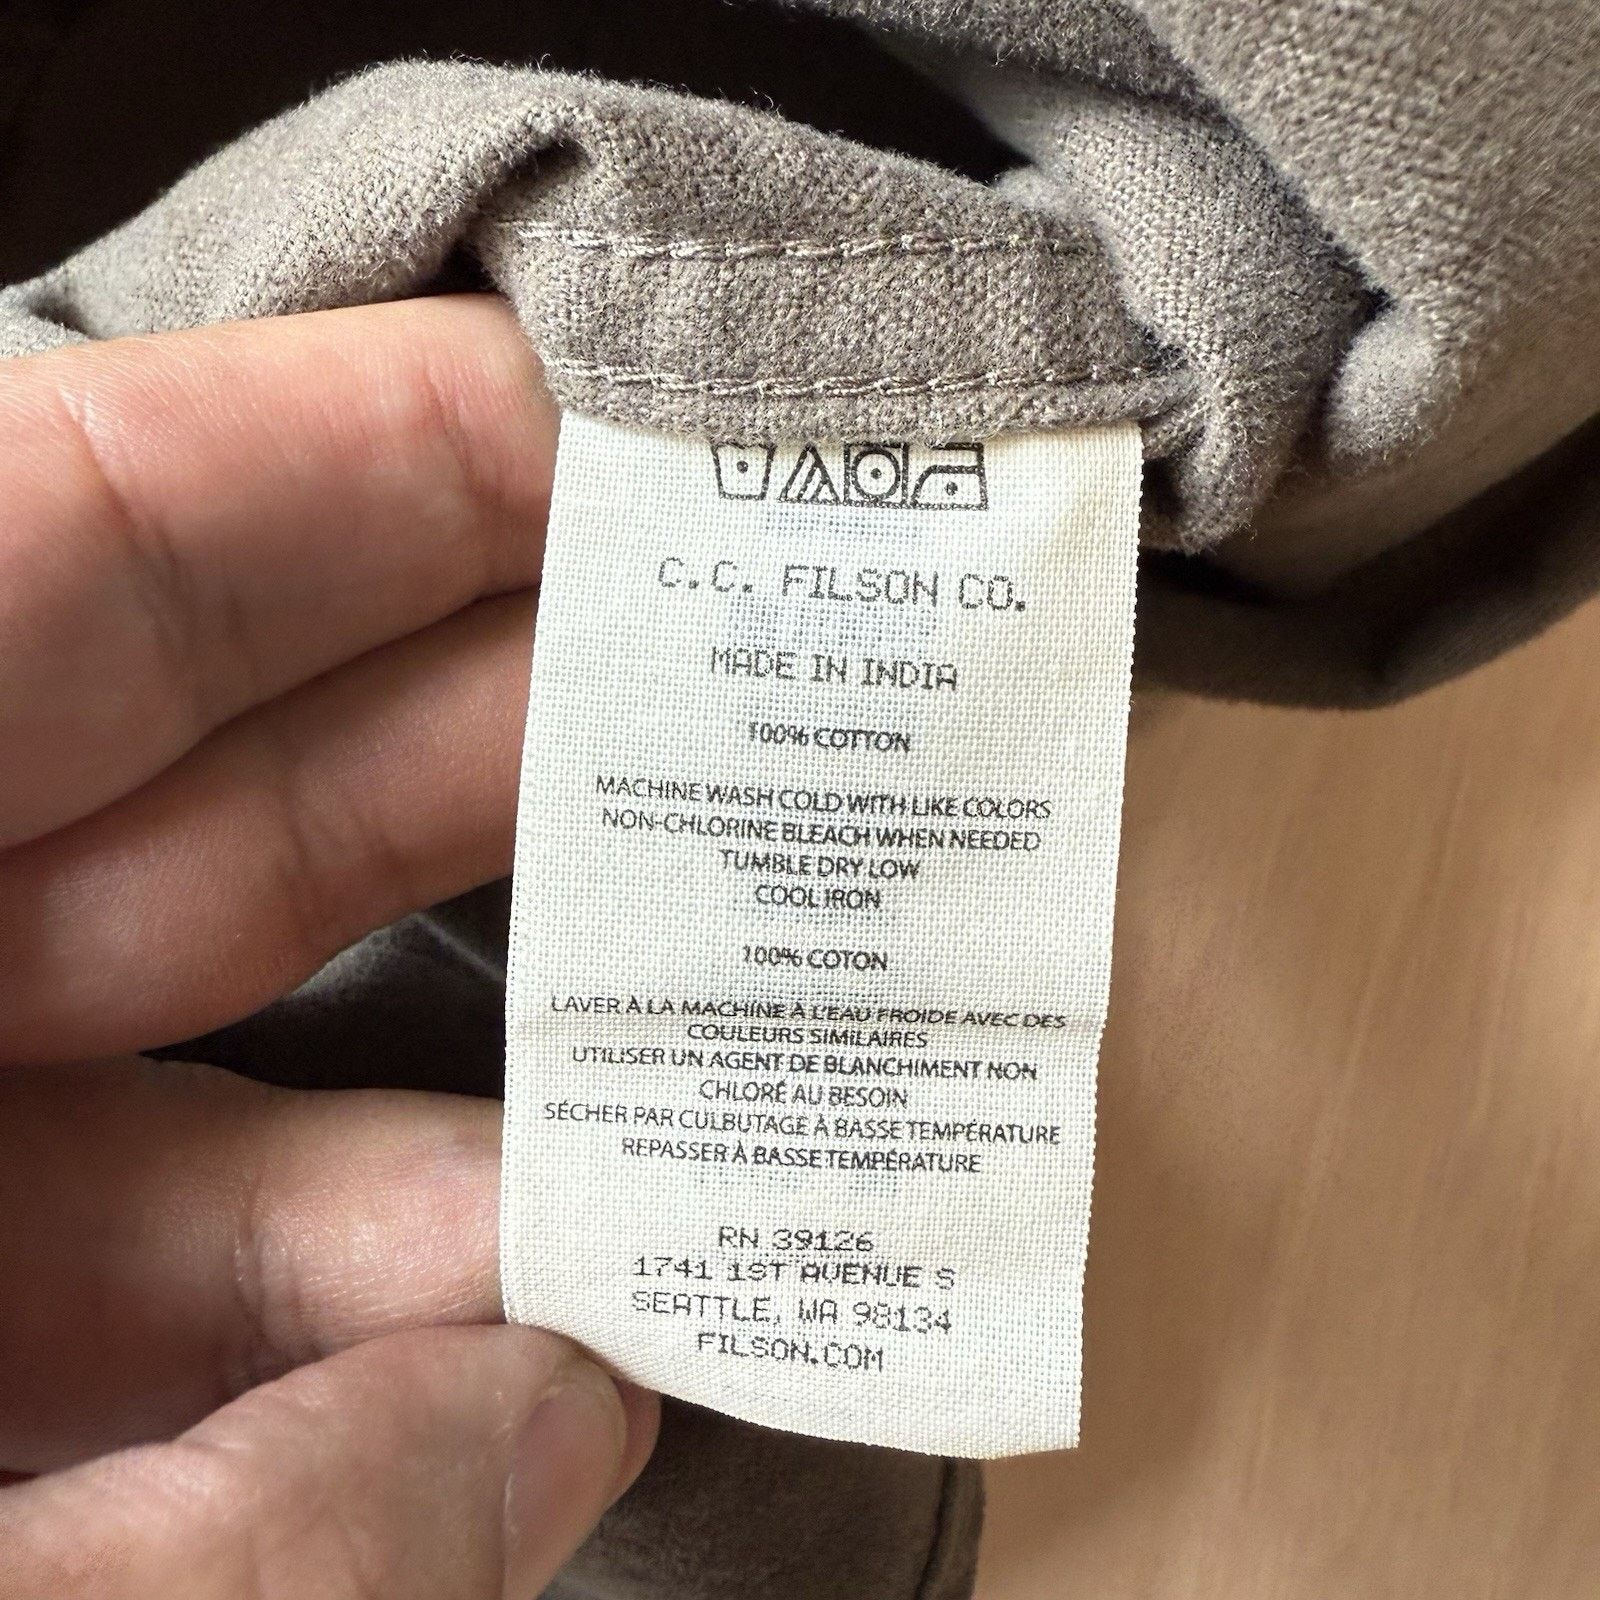 C.C. FILSON CO.
MADE IN INDIA
100% COTTON
MACHINE WASH COLD WITH LIKE COLORS
NON-CHLORINE BLEACH WHEN NEEDED
TUMBLE DRY LOW
COOL IRON
100% COTON
LAVER À LA MACHINE À L'EAU FROIDE AVEC DES
COULEURS SIMILAIRES
UTILISER UN AGENT DE BLANCHIMENT NON
CHLORÉ AU BESOIN
SÉCHER PAR CULBUTAGE À BASSE TEMPÉRATURE
REPASSER À BASSE TEMPÉRATURE
RN 39126
1741 1ST AVENUE S
SEATTLE, WA 98134
FILSON.COM